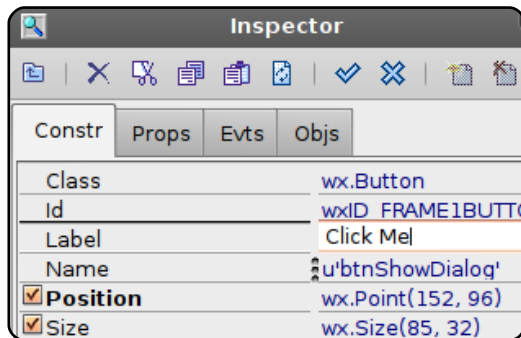 Inspector
Constr Props Evts Objs
Class wx.Button
Id wxID_FRAME1BUTTO
Label Click Me
Name u'btnShowDialog'
Position wx.Point(152, 96)
Size wx.Size(85, 32)